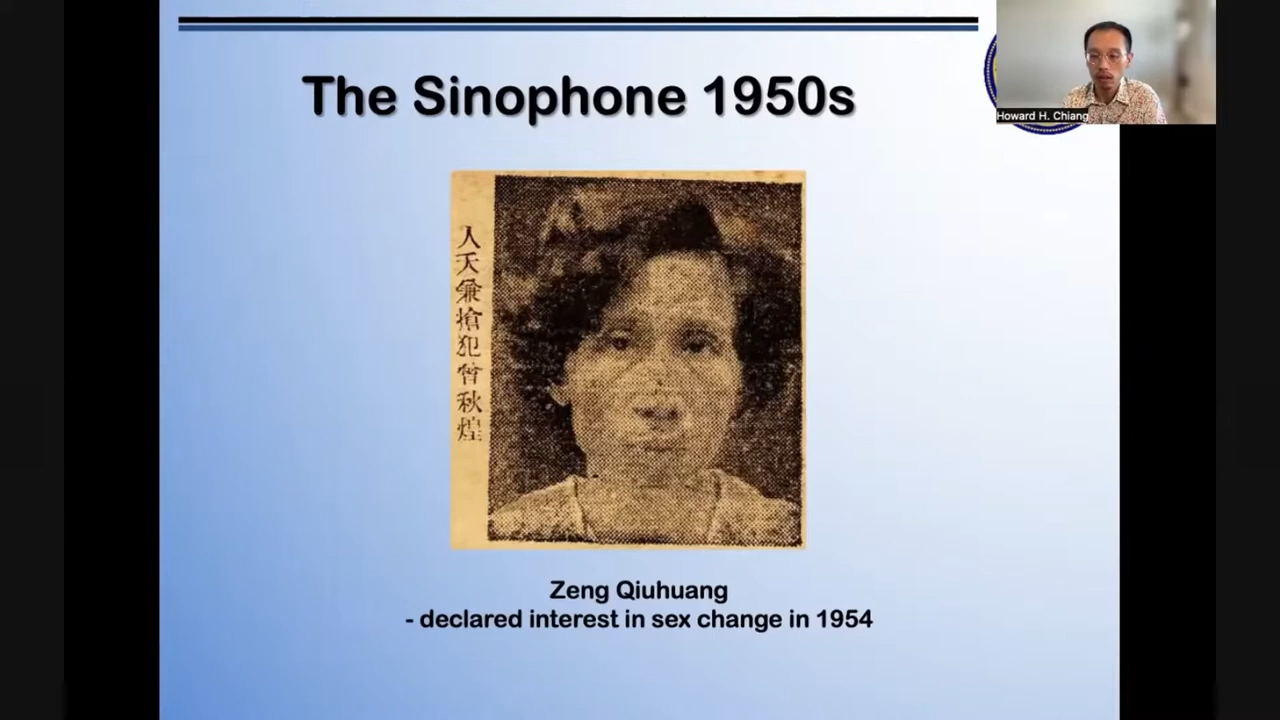 The Sinophone 1950s
Howard H. Chiang
人夭兼搶犯曾秋煌
Zeng Qiuhuang
- declared interest in sex change in 1954